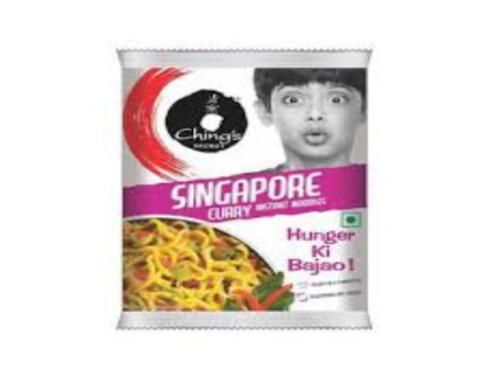 Ching's
SECRET
SINGAPORE
CURRY INSTANT NOODLES
Hunger
Ki
Bajao!